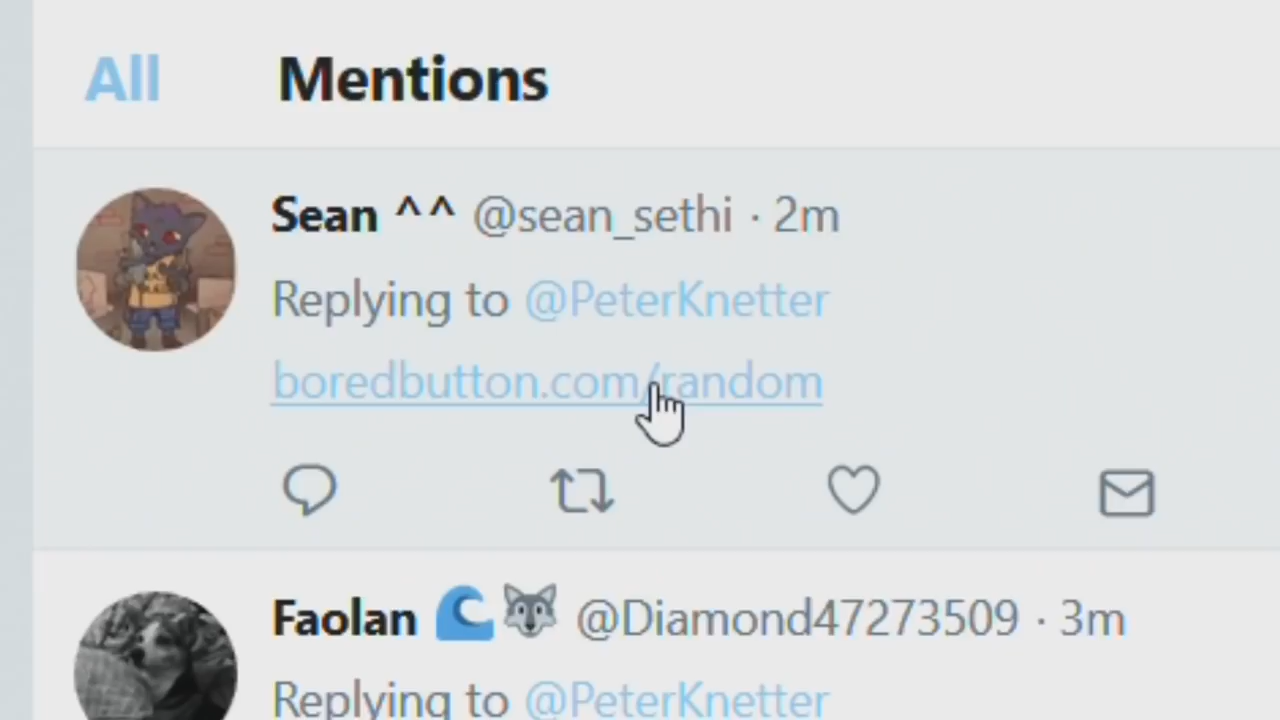 All Mentions
Sean ^^ @sean_sethi · 2m
Replying to @PeterKnetter
boredbutton.com/random
Faolan 🌊🐺 @Diamond47273509 · 3m
Replying to @PeterKnetter